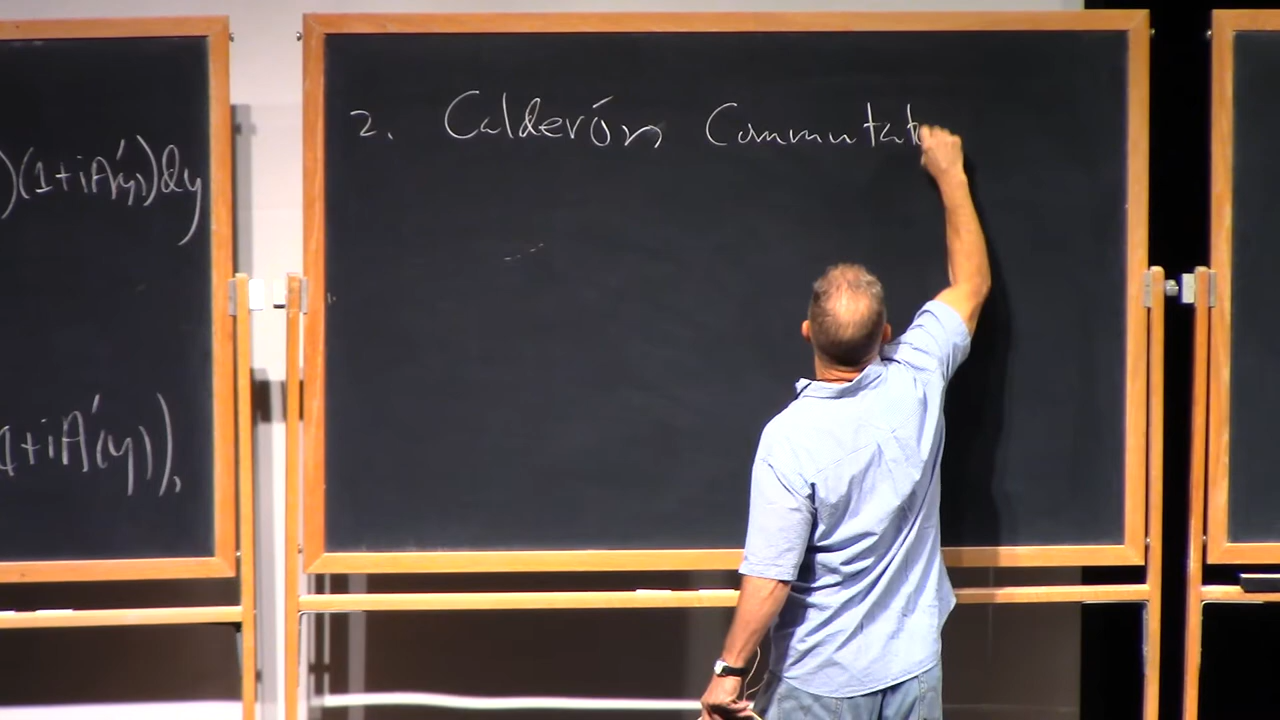 )(1+iA'(y))dy
1+iA'(y)),
2. Calderón Commutat